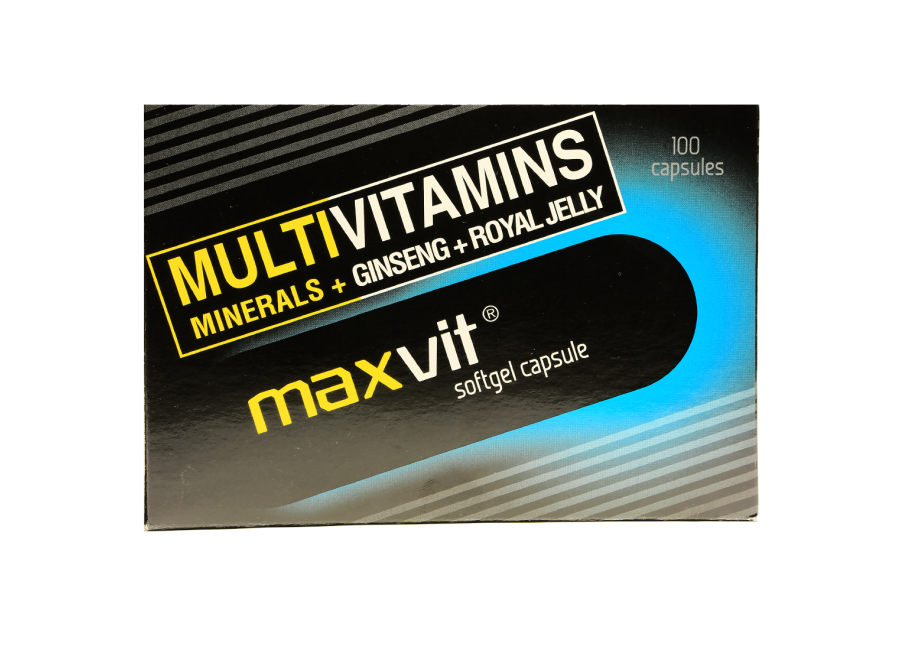 100
capsules
MULTIVITAMINS
MINERALS + GINSENG + ROYAL JELLY
maxvit®
softgel capsule